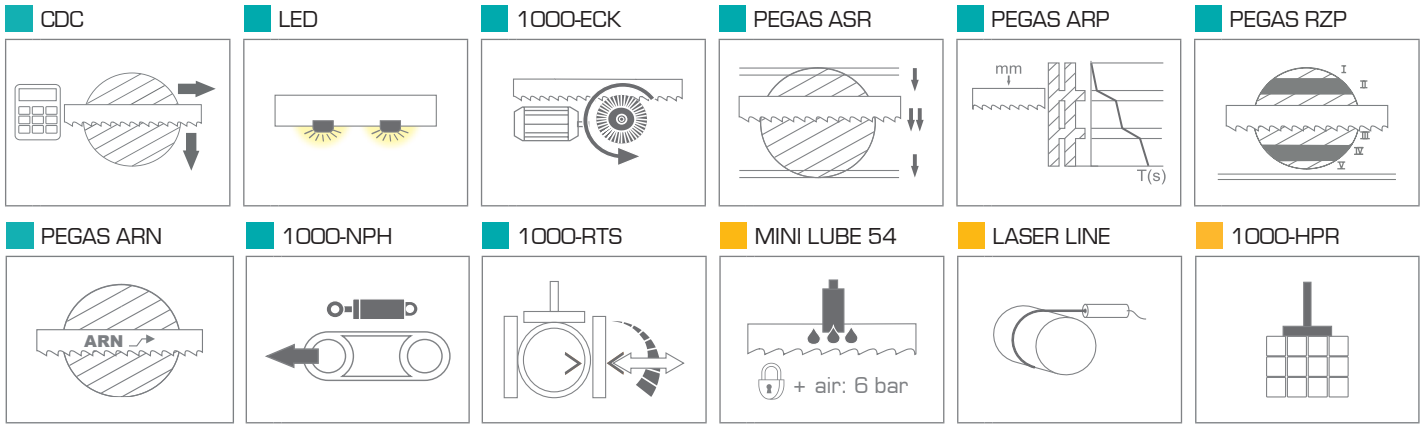 CDC
LED
1000-ECK
PEGAS ASR
PEGAS ARP
mm
T(s)
PEGAS RZP
I
II
III
IV
V
PEGAS ARN
ARN
1000-NPH
1000-RTS
MINI LUBE 54
+ air: 6 bar
LASER LINE
1000-HPR